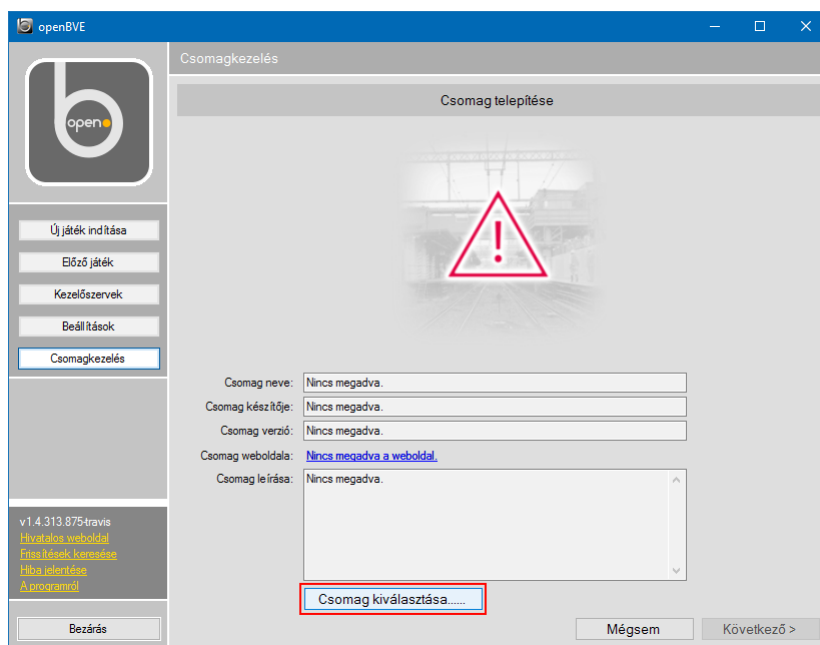 openBVE
Csomagkezelés
open
Csomag telepítése
Új játék indítása
Előző játék
Kezelőszervek
Beállítások
Csomagkezelés
Csomag neve: Nincs megadva.
Csomag készítője: Nincs megadva.
Csomag verzió: Nincs megadva.
Csomag weboldala: Nincs megadva a weboldal.
Csomag leírása: Nincs megadva.
v1.4.313.875-travis
Hivatalos weboldal
Frissítések keresése
Hiba jelentése
A programról
Csomag kiválasztása......
Bezárás
Mégsem
Következő >